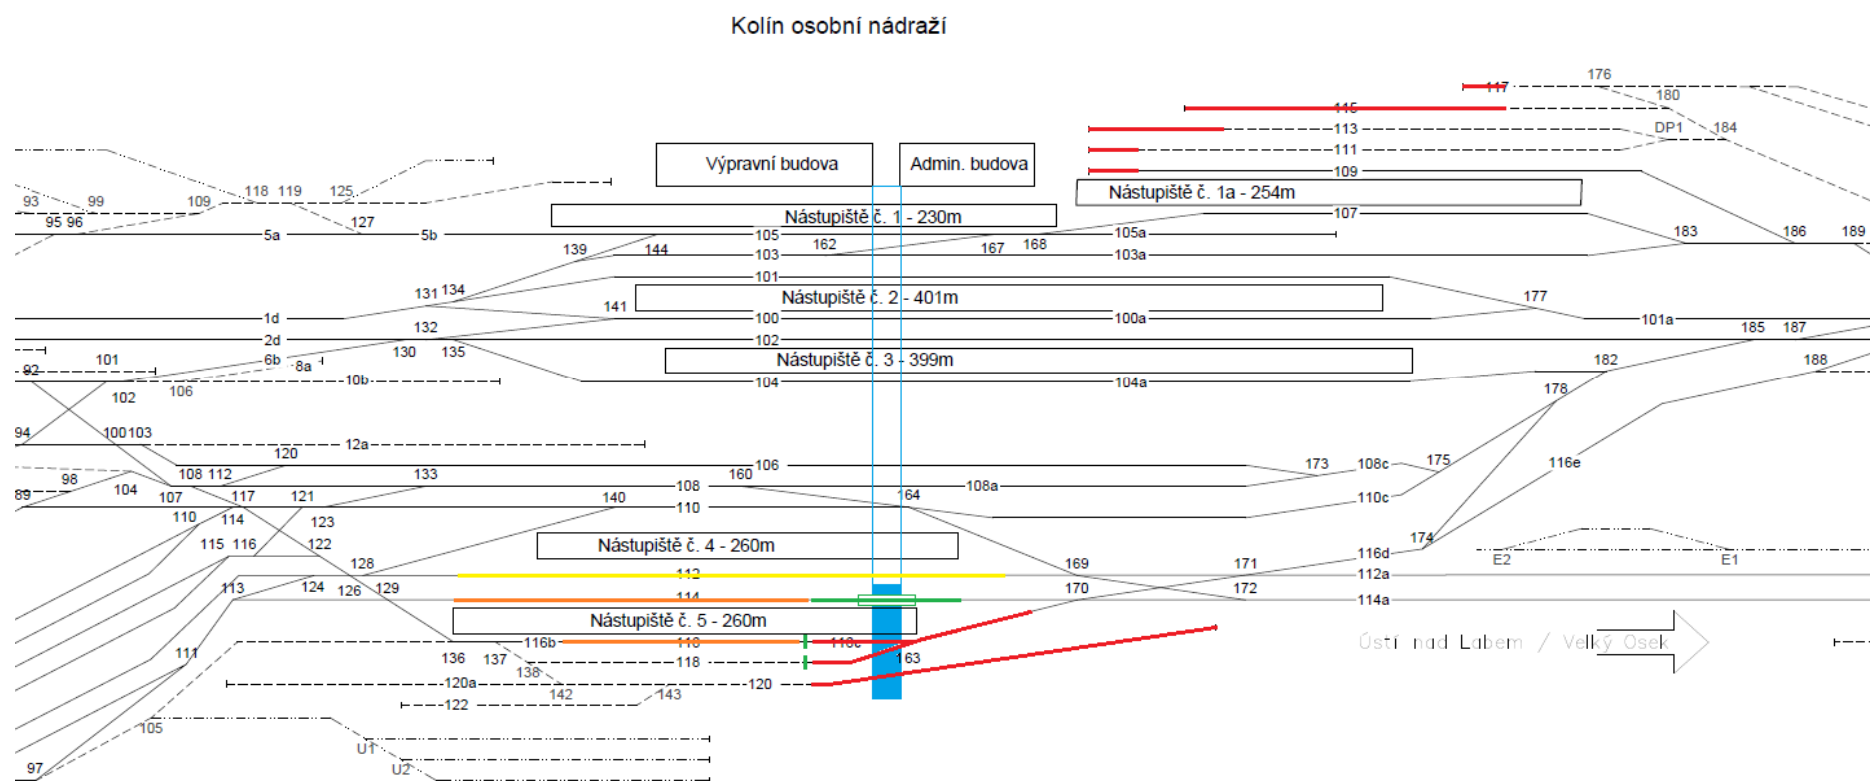 Kolín osobní nádraží
117
176
180
115
113
DP1
184
111
109
Výpravní budova
Admin. budova
Nástupiště č. 1a - 254m
118
119
125
93
99
109
107
Nástupiště č. 1 - 230m
95
96
127
5a
5b
105
105a
139
144
162
167
168
183
186
189
103
103a
101
131
134
Nástupiště č. 2 - 401m
177
141
1d
100
100a
101a
132
185
187
2d
102
130
135
101
6b
8a
Nástupiště č. 3 - 399m
182
188
92
10b
104
104a
102
106
178
94
100
103
12a
120
106
173
108c
175
116e
98
108
112
133
160
108
108a
89
104
107
117
121
140
164
110c
110
110
114
123
174
115
116
122
Nástupiště č. 4 - 260m
116d
E2
E1
128
169
171
112
112a
113
124
126
129
170
172
114
114a
Nástupiště č. 5 - 260m
116b
116
116c
Ústí nad Labem / Velký Osek
111
136
137
118
163
138
120a
142
143
120
122
105
U1
97
U2